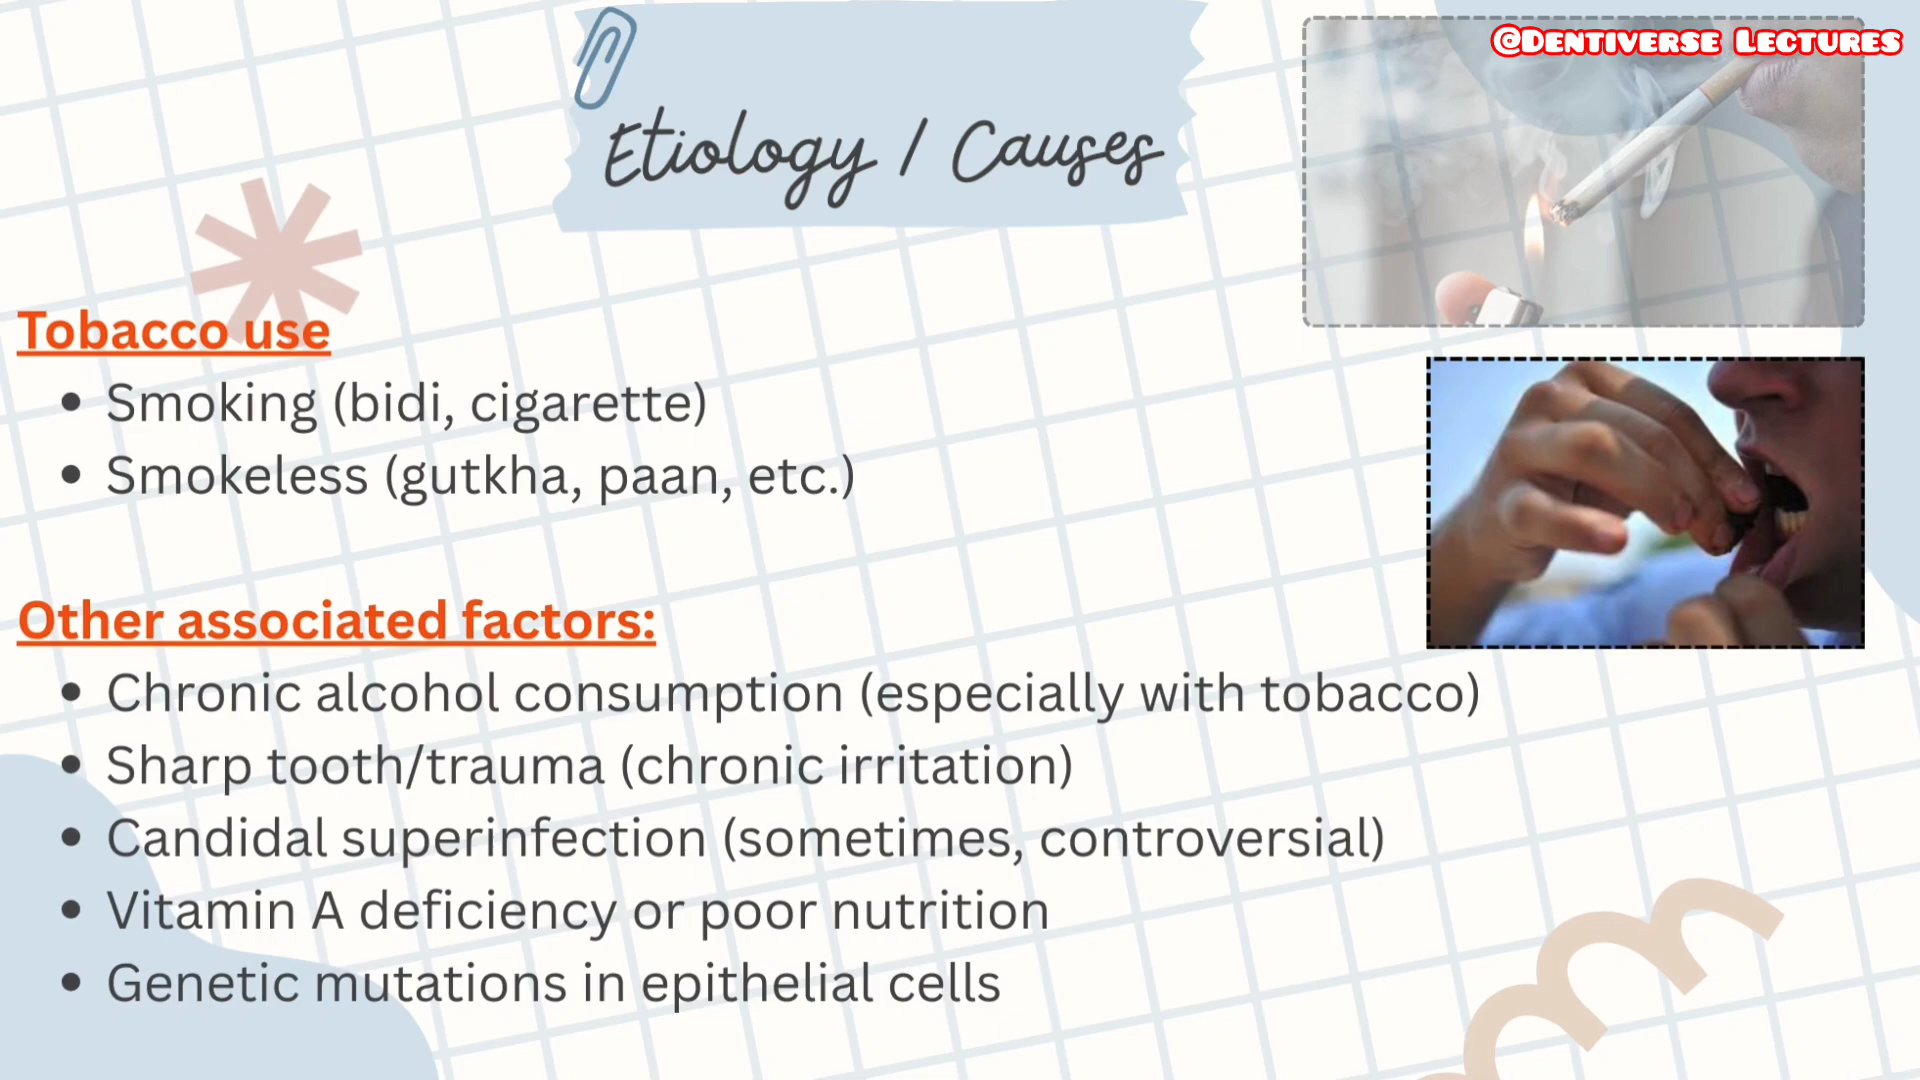 @Dentiverse Lectures
Etiology / Causes
Tobacco use
• Smoking (bidi, cigarette)
• Smokeless (gutkha, paan, etc.)
Other associated factors:
• Chronic alcohol consumption (especially with tobacco)
• Sharp tooth/trauma (chronic irritation)
• Candidal superinfection (sometimes, controversial)
• Vitamin A deficiency or poor nutrition
• Genetic mutations in epithelial cells